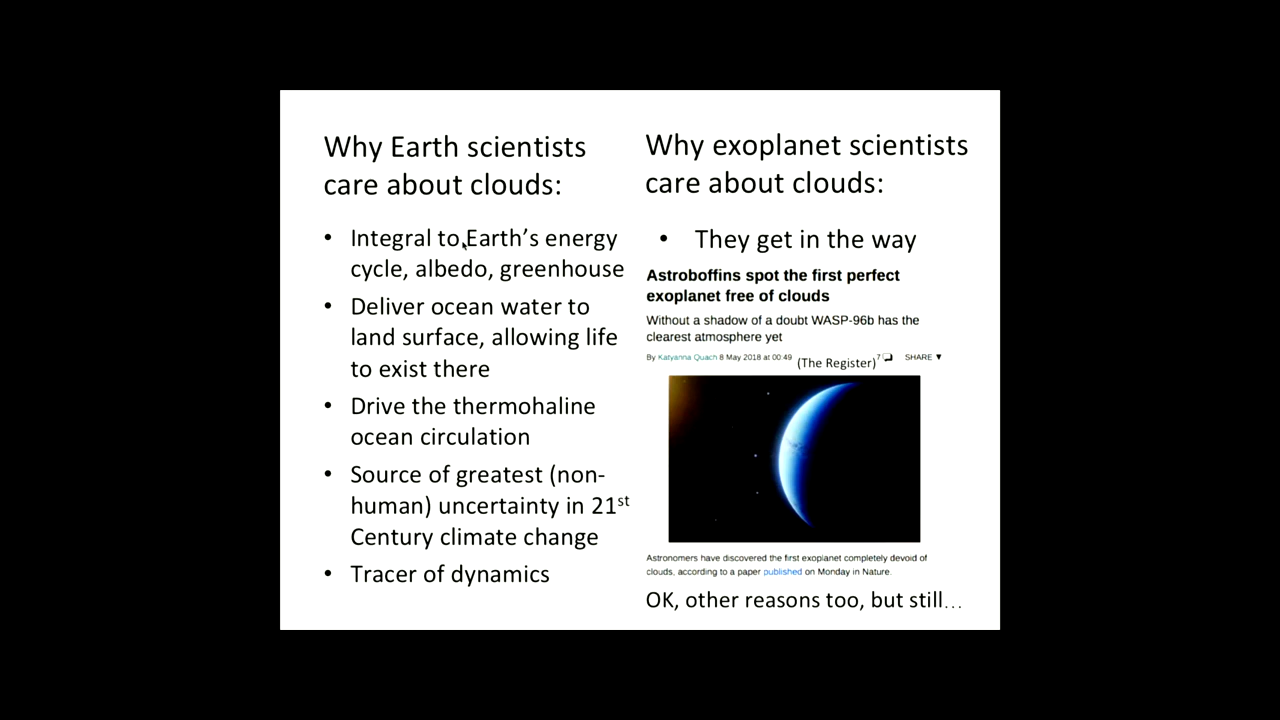 Why Earth scientists
care about clouds:
• Integral to Earth's energy
cycle, albedo, greenhouse
• Deliver ocean water to
land surface, allowing life
to exist there
• Drive the thermohaline
ocean circulation
• Source of greatest (non-
human) uncertainty in 21st
Century climate change
• Tracer of dynamics
Why exoplanet scientists
care about clouds:
• They get in the way
Astroboffins spot the first perfect
exoplanet free of clouds
Without a shadow of a doubt WASP-96b has the
clearest atmosphere yet
By Katyanna Quach 8 May 2018 at 00:49 (The Register) 7 SHARE ▼
Astronomers have discovered the first exoplanet completely devoid of
clouds, according to a paper published on Monday in Nature.
OK, other reasons too, but still…